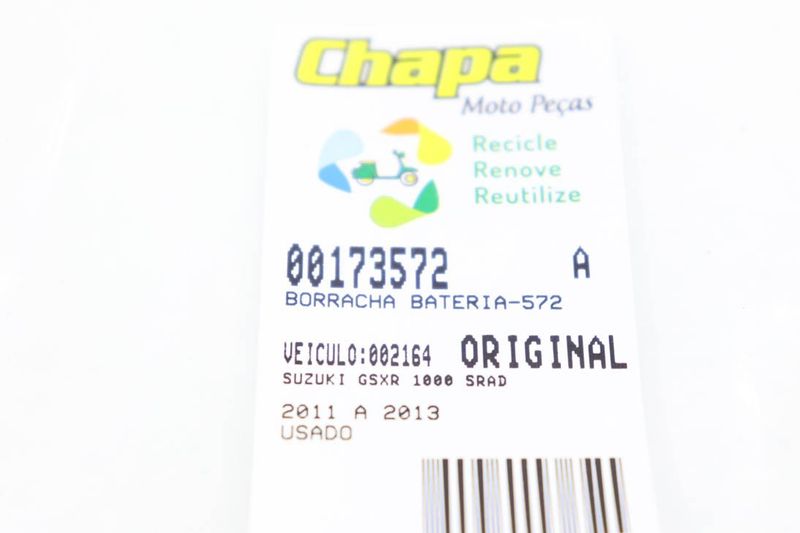 Chapa
Moto Peças
Recicle
Renove
Reutilize
00173572 A
BORRACHA BATERIA-572
VEICULO:002164 ORIGINAL
SUZUKI GSXR 1000 SRAD
2011 A 2013
USADO